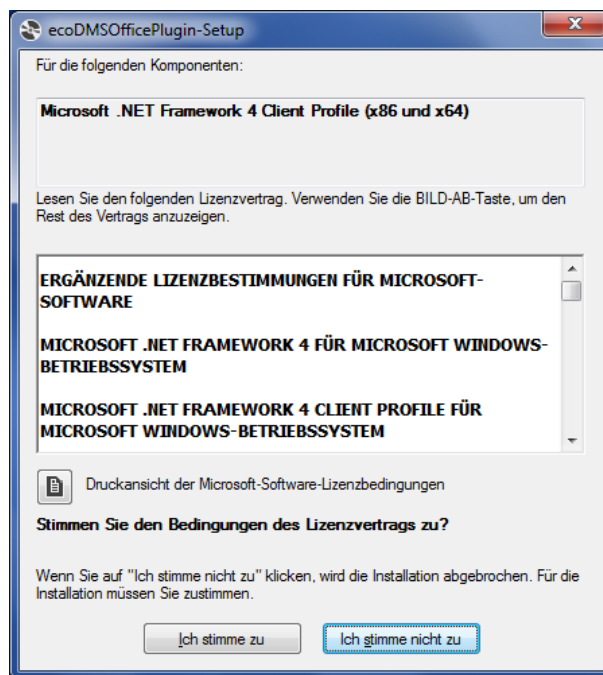 ecoDMSOfficePlugin-Setup
Für die folgenden Komponenten:
Microsoft .NET Framework 4 Client Profile (x86 und x64)
Lesen Sie den folgenden Lizenzvertrag. Verwenden Sie die BILD-AB-Taste, um den
Rest des Vertrags anzuzeigen.
ERGÄNZENDE LIZENZBESTIMMUNGEN FÜR MICROSOFT-
SOFTWARE
MICROSOFT .NET FRAMEWORK 4 FÜR MICROSOFT WINDOWS-
BETRIEBSSYSTEM
MICROSOFT .NET FRAMEWORK 4 CLIENT PROFILE FÜR
MICROSOFT WINDOWS-BETRIEBSSYSTEM
Druckansicht der Microsoft-Software-Lizenzbedingungen
Stimmen Sie den Bedingungen des Lizenzvertrags zu?
Wenn Sie auf "Ich stimme nicht zu" klicken, wird die Installation abgebrochen. Für die
Installation müssen Sie zustimmen.
Ich stimme zu
Ich stimme nicht zu